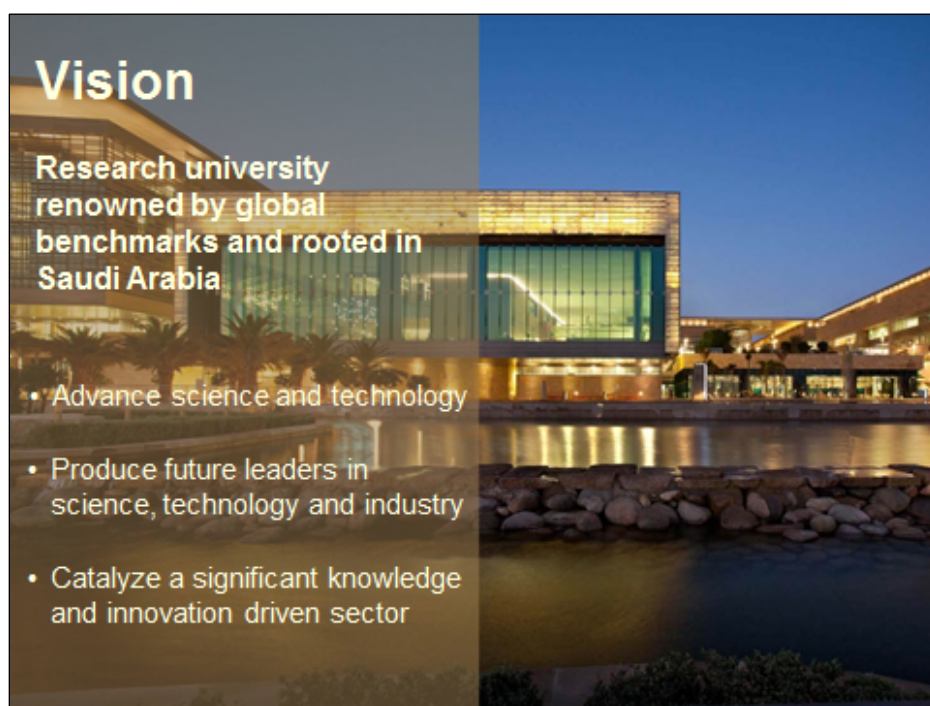 Vision
Research university
renowned by global
benchmarks and rooted in
Saudi Arabia
• Advance science and technology
• Produce future leaders in
science, technology and industry
• Catalyze a significant knowledge
and innovation driven sector